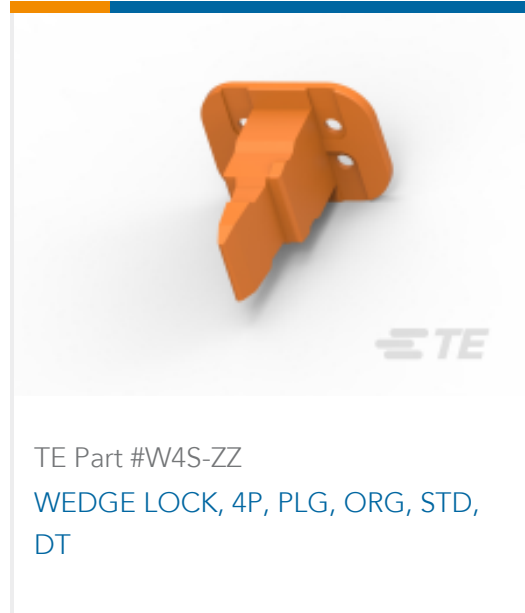 TE
TE Part #W4S-ZZ
WEDGE LOCK, 4P, PLG, ORG, STD,
DT